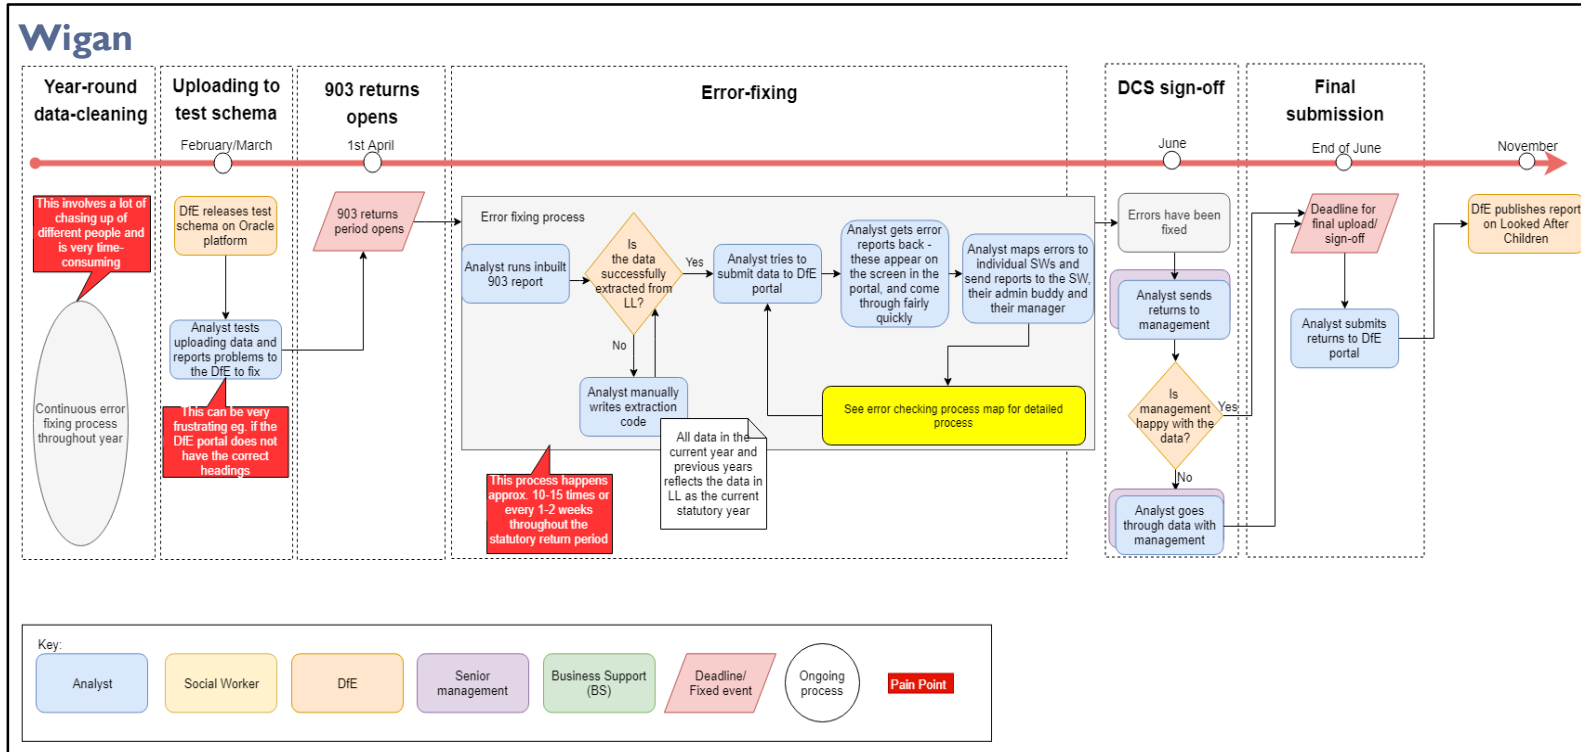 Wigan
Year-round
data-cleaning
Uploading to
test schema
903 returns
opens
Error-fixing
DCS sign-off
Final
submission
February/March
1st April
June
End of June
November
This involves a lot of
chasing up of
different people and
is very time-
consuming
Continuous error
fixing process
throughout year
DfE releases test
schema on Oracle
platform
Analyst tests
uploading data and
reports problems to
the DfE to fix
This can be very
frustrating eg. if the
DfE portal does not
have the correct
headings
903 returns
period opens
Error fixing process
Analyst runs inbuilt
903 report
Is
the data
successfully
extracted from
LL?
Yes
No
Analyst manually
writes extraction
code
Analyst tries to
submit data to DfE
portal
Analyst gets error
reports back -
these appear on
the screen in the
portal, and come
through fairly
quickly
Analyst maps errors to
individual SWs and
send reports to the SW,
their admin buddy and
their manager
See error checking process map for detailed
process
All data in the
current year and
previous years
reflects the data in
LL as the current
statutory year
This process happens
approx. 10-15 times or
every 1-2 weeks
throughout the
statutory return period
Errors have been
fixed
Analyst sends
returns to
management
Is
management
happy with the
data?
Yes
No
Analyst goes
through data with
management
Deadline for
final upload/
sign-off
Analyst submits
returns to DfE
portal
DfE publishes report
on Looked After
Children
Key:
Analyst
Social Worker
DfE
Senior
management
Business Support
(BS)
Deadline/
Fixed event
Ongoing
process
Pain Point